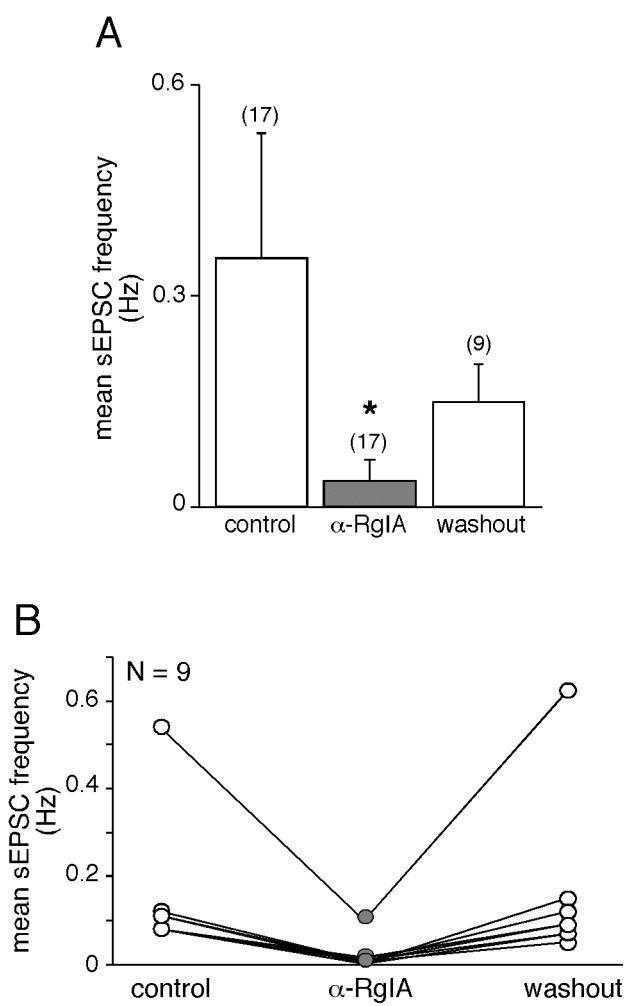 A
mean sEPSC frequency
(Hz)
0.6
0.3
0
(17)
*
(17)
(9)
control
α-RgIA
washout
B
N = 9
mean sEPSC frequency
(Hz)
0.6
0.4
0.2
0
control
α-RgIA
washout